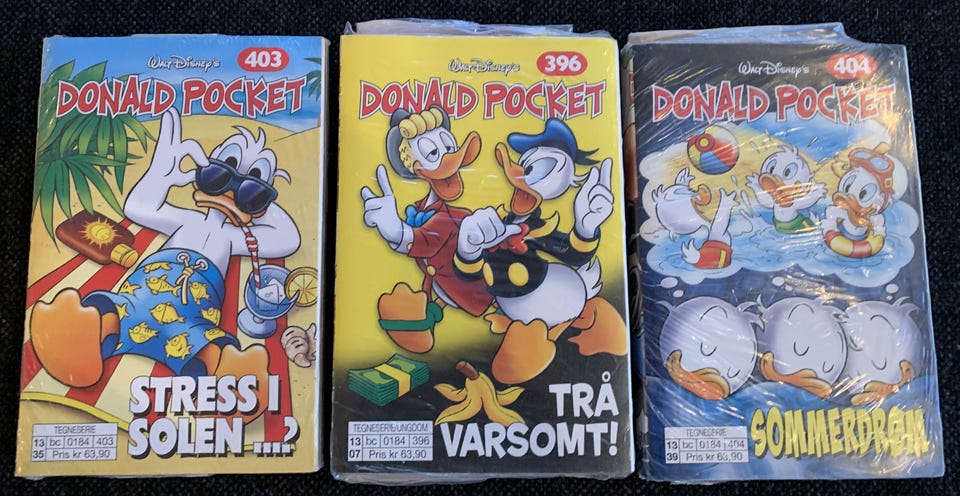 Walt Disney's
403
DONALD POCKET
STRESS I
SOLEN ....?
TEGNESERIE
13 bc 0184 403
35 Pris kr 63,90
Walt Disney's
396
DONALD POCKET
TRÅ
VARSOMT!
TEGNESERIE/UNGDOM
13 bc 0184 396
07 Pris kr 63,90
Walt Disney's
404
DONALD POCKET
SOMMERDRØM
TEGNESERIE
13 bc 0184 404
39 Pris kr 63,90